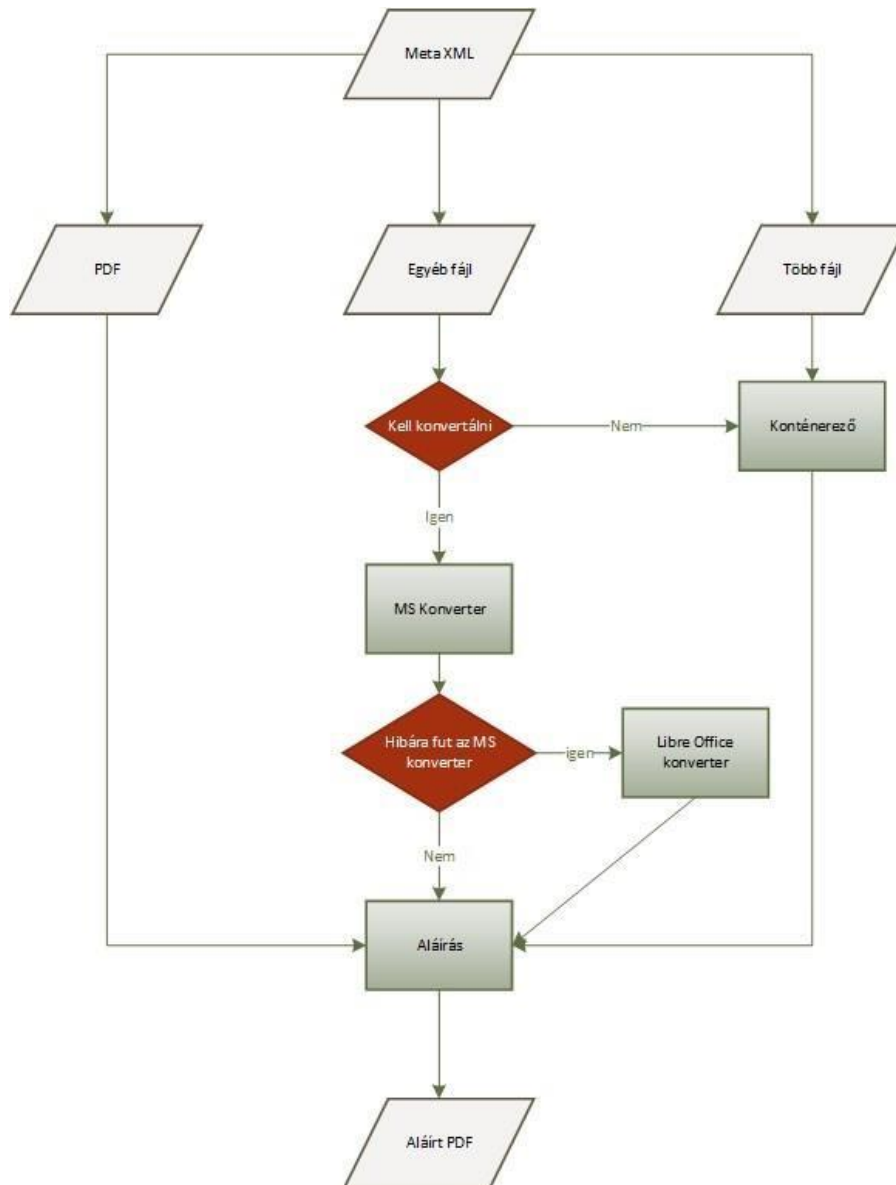 Meta XML
PDF
Egyéb fájl
Több fájl
Kell konvertálni
Nem
Konténerező
Igen
MS Konverter
Hibára fut az MS
konverter
igen
Libre Office
konverter
Nem
Aláírás
Aláírt PDF